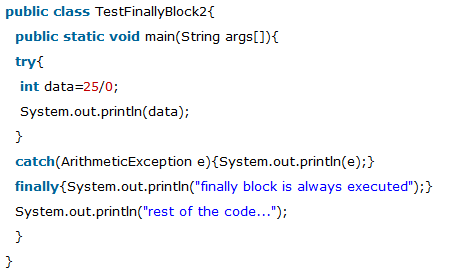 public class TestFinallyBlock2{
public static void main(String args[]){
try{
int data=25/0;
System.out.println(data);
}
catch(ArithmeticException e){System.out.println(e);}
finally{System.out.println("finally block is always executed");}
System.out.println("rest of the code...");
}
}